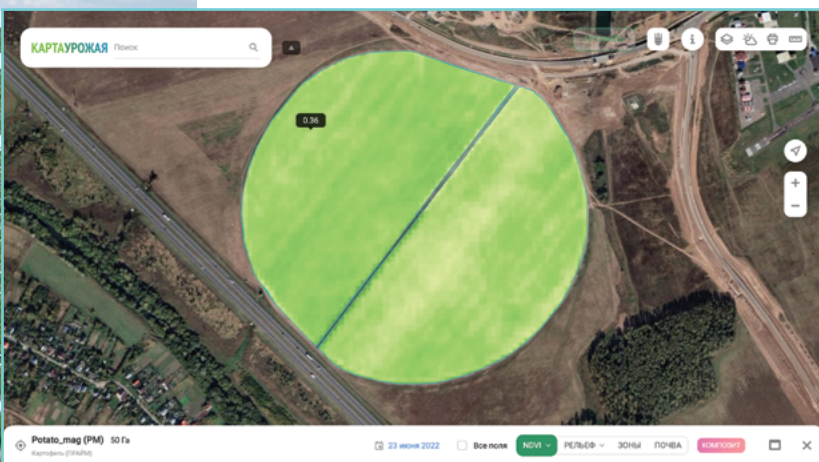 КАРТАУРОЖАЯ Поиск
0.36
Potato_mag (PM) 50 Га
Картофель (ПРАЙМ)
23 июня 2022 Все поля NDVI РЕЛЬЕФ ЗОНЫ ПОЧВА КОМПОЗИТ